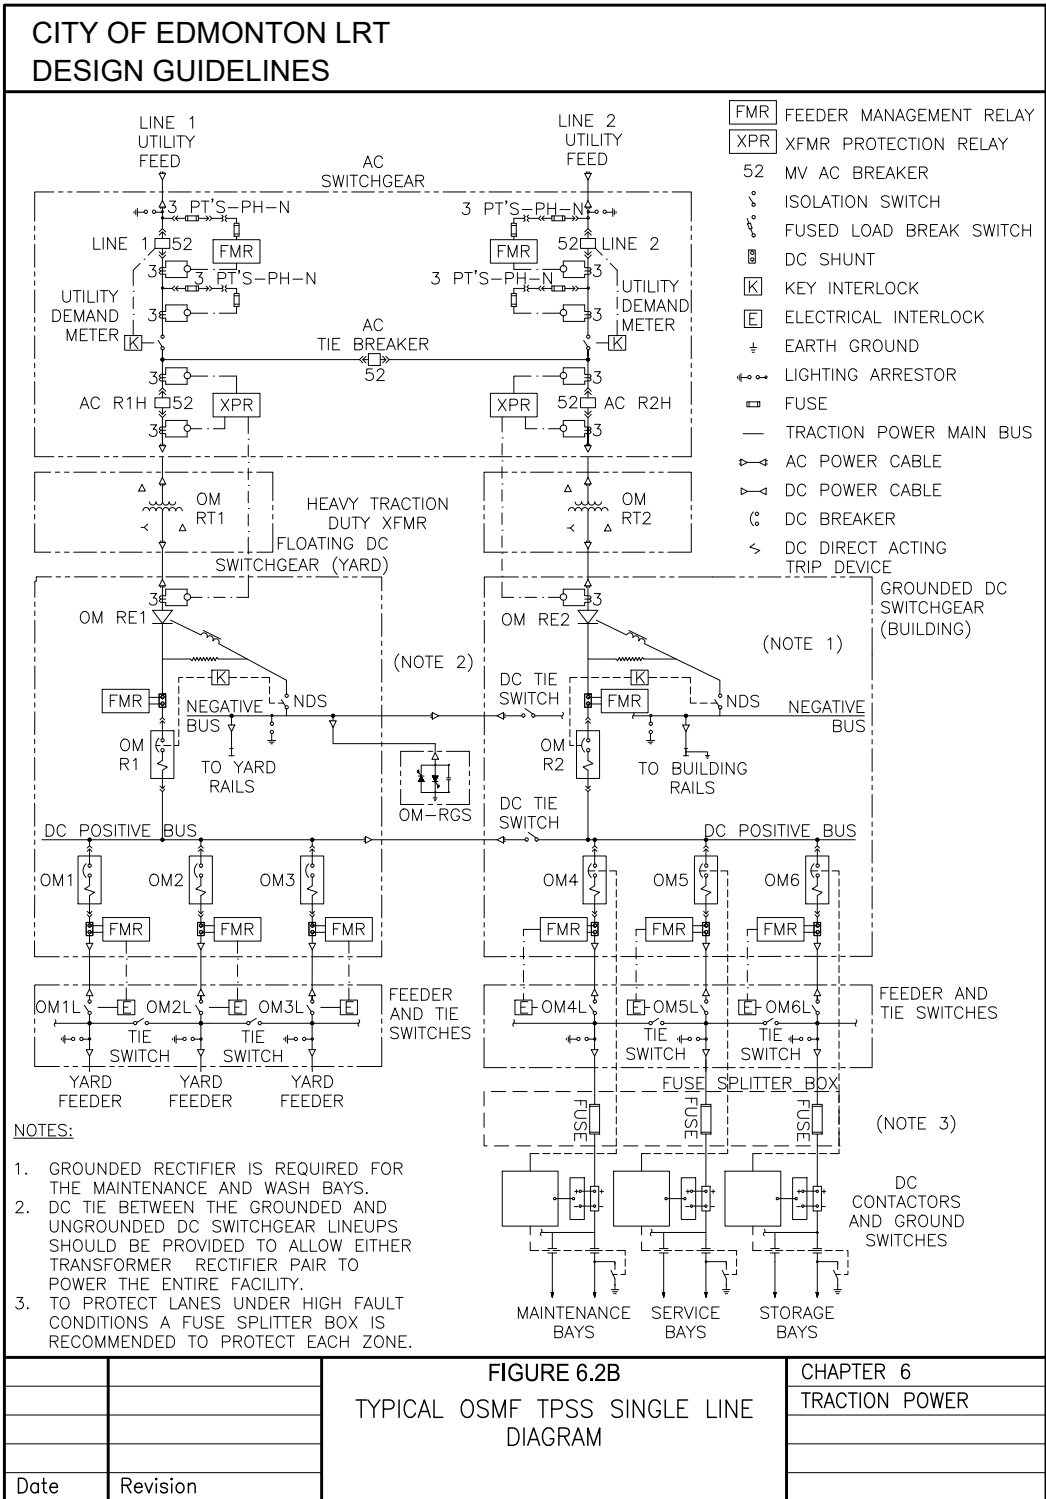 CITY OF EDMONTON LRT
DESIGN GUIDELINES
LINE 1
UTILITY
FEED
LINE 2
UTILITY
FEED
AC
SWITCHGEAR
3 PT'S-PH-N
3 PT'S-PH-N
LINE 1
52
FMR
FMR
52
LINE 2
3
3
3 PT'S-PH-N
3 PT'S-PH-N
UTILITY
DEMAND
METER
3
3
UTILITY
DEMAND
METER
K
K
AC
TIE BREAKER
52
3
3
AC R1H
52
XPR
XPR
52
AC R2H
3
3
FMR FEEDER MANAGEMENT RELAY
XPR XFMR PROTECTION RELAY
52 MV AC BREAKER
ISOLATION SWITCH
FUSED LOAD BREAK SWITCH
DC SHUNT
K KEY INTERLOCK
E ELECTRICAL INTERLOCK
EARTH GROUND
LIGHTING ARRESTOR
FUSE
TRACTION POWER MAIN BUS
AC POWER CABLE
DC POWER CABLE
DC BREAKER
DC DIRECT ACTING
TRIP DEVICE
OM
RT1
HEAVY TRACTION
DUTY XFMR
OM
RT2
FLOATING DC
SWITCHGEAR (YARD)
GROUNDED DC
SWITCHGEAR
(BUILDING)
3
OM RE1
3
OM RE2
(NOTE 2)
(NOTE 1)
K
K
FMR
NEGATIVE
BUS
NDS
DC TIE
SWITCH
FMR
NDS
NEGATIVE
BUS
OM
R1
TO YARD
RAILS
OM-RGS
OM
R2
TO BUILDING
RAILS
DC TIE
SWITCH
DC POSITIVE BUS
DC POSITIVE BUS
OM1
OM2
OM3
OM4
OM5
OM6
FMR
FMR
FMR
FMR
FMR
FMR
OM1L
E
OM2L
E
OM3L
E
FEEDER
AND TIE
SWITCHES
E
OM4L
E
OM5L
E
OM6L
FEEDER AND
TIE SWITCHES
TIE
SWITCH
TIE
SWITCH
TIE
SWITCH
TIE
SWITCH
YARD
FEEDER
YARD
FEEDER
YARD
FEEDER
FUSE SPLITTER BOX
FUSE
FUSE
FUSE
(NOTE 3)
DC
CONTACTORS
AND GROUND
SWITCHES
MAINTENANCE
BAYS
SERVICE
BAYS
STORAGE
BAYS
NOTES:
1. GROUNDED RECTIFIER IS REQUIRED FOR
THE MAINTENANCE AND WASH BAYS.
2. DC TIE BETWEEN THE GROUNDED AND
UNGROUNDED DC SWITCHGEAR LINEUPS
SHOULD BE PROVIDED TO ALLOW EITHER
TRANSFORMER RECTIFIER PAIR TO
POWER THE ENTIRE FACILITY.
3. TO PROTECT LANES UNDER HIGH FAULT
CONDITIONS A FUSE SPLITTER BOX IS
RECOMMENDED TO PROTECT EACH ZONE.
FIGURE 6.2B
TYPICAL OSMF TPSS SINGLE LINE
DIAGRAM
CHAPTER 6
TRACTION POWER
Date
Revision